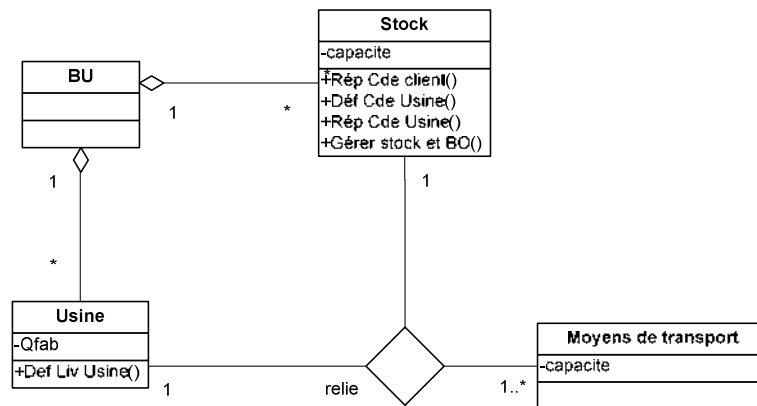 Stock
-capacite
+Rép Cde client()
+Déf Cde Usine()
+Rép Cde Usine()
+Gérer stock et BO()
BU
1
*
*
1
1
*
Usine
-Qfab
+Def Liv Usine()
1
relie
1..*
Moyens de transport
-capacite